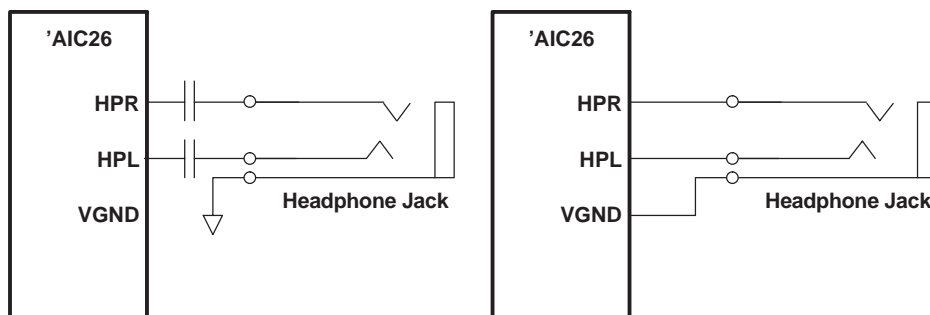 'AIC26
HPR
HPL
VGND
Headphone Jack
'AIC26
HPR
HPL
VGND
Headphone Jack